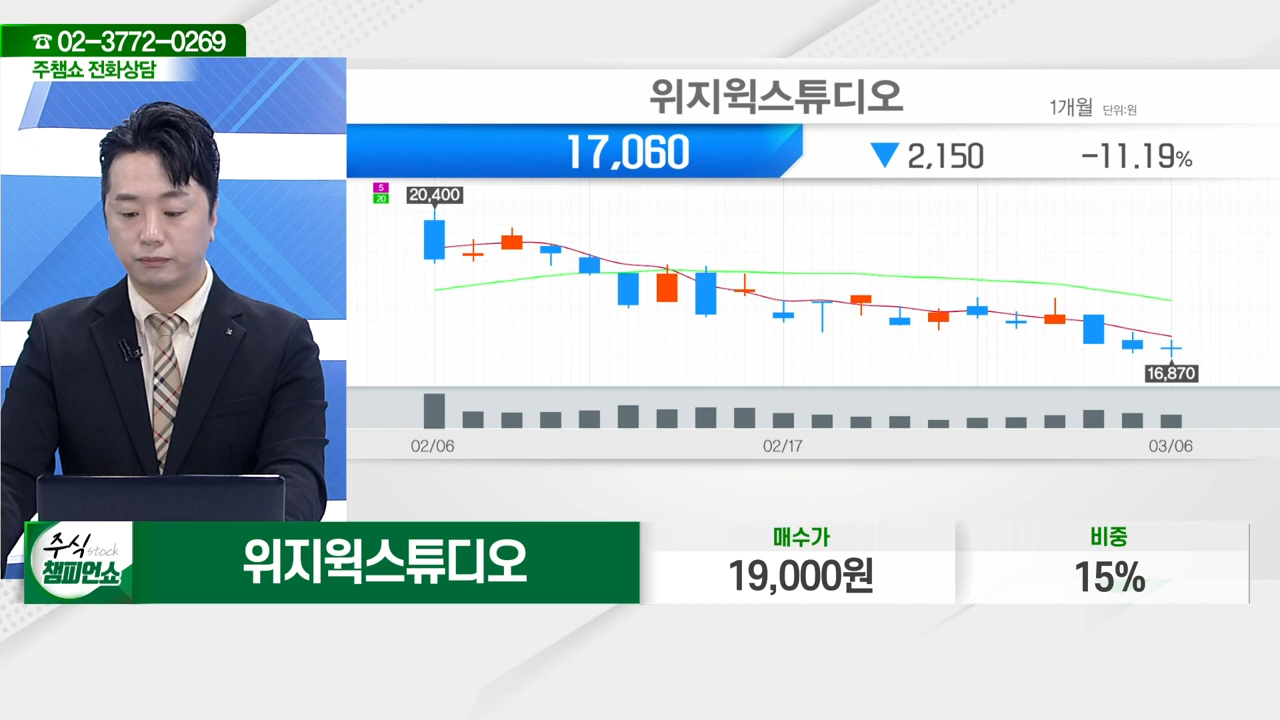 ☎ 02-3772-0269
주챔쇼 전화상담
위지윅스튜디오
1개월 단위:원
17,060
▼ 2,150
-11.19%
5
20
20,400
16,870
02/06
02/17
03/06
주식 stock
챔피언쇼
위지윅스튜디오
매수가
19,000원
비중
15%